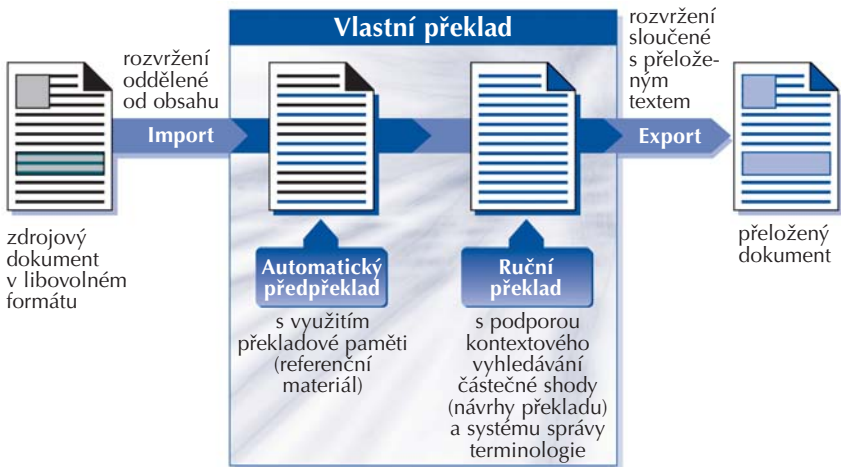 Vlastní překlad
rozvržení
oddělené
od obsahu
Import
rozvržení
sloučené
s přelože-
ným
textem
Export
zdrojový
dokument
v libovolném
formátu
Automatický
předpřeklad
s využitím
překladové paměti
(referenční
materiál)
Ruční
překlad
s podporou
kontextového
vyhledávání
částečné shody
(návrhy překladu)
a systému správy
terminologie
přeložený
dokument